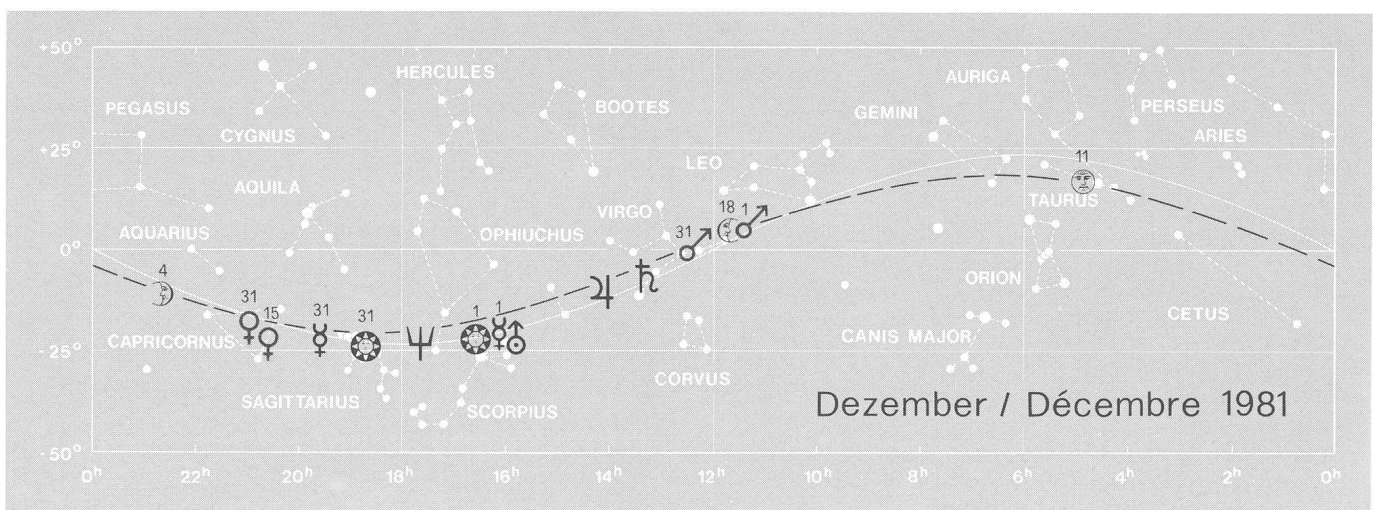 +50°
HERCULES
AURIGA
PEGASUS
BOOTES
GEMINI
PERSEUS
CYGNUS
ARIES
+25°
LEO
11
AQUILA
TAURUS
VIRGO
18 1
AQUARIUS
OPHIUCHUS
31
0°
4
ORION
31
15
31
31
1
1
CETUS
CAPRICORNUS
CANIS MAJOR
-25°
CORVUS
SAGITTARIUS
SCORPIUS
Dezember / Décembre 1981
-50°
0h 22h 20h 18h 16h 14h 12h 10h 8h 6h 4h 2h 0h